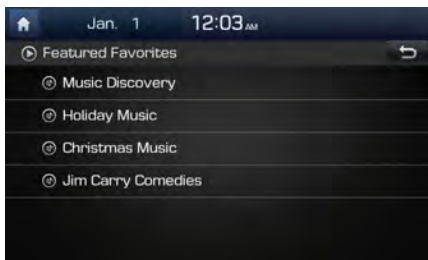 Jan. 1 12:03 AM
Featured Favorites
Music Discovery
Holiday Music
Christmas Music
Jim Carry Comedies